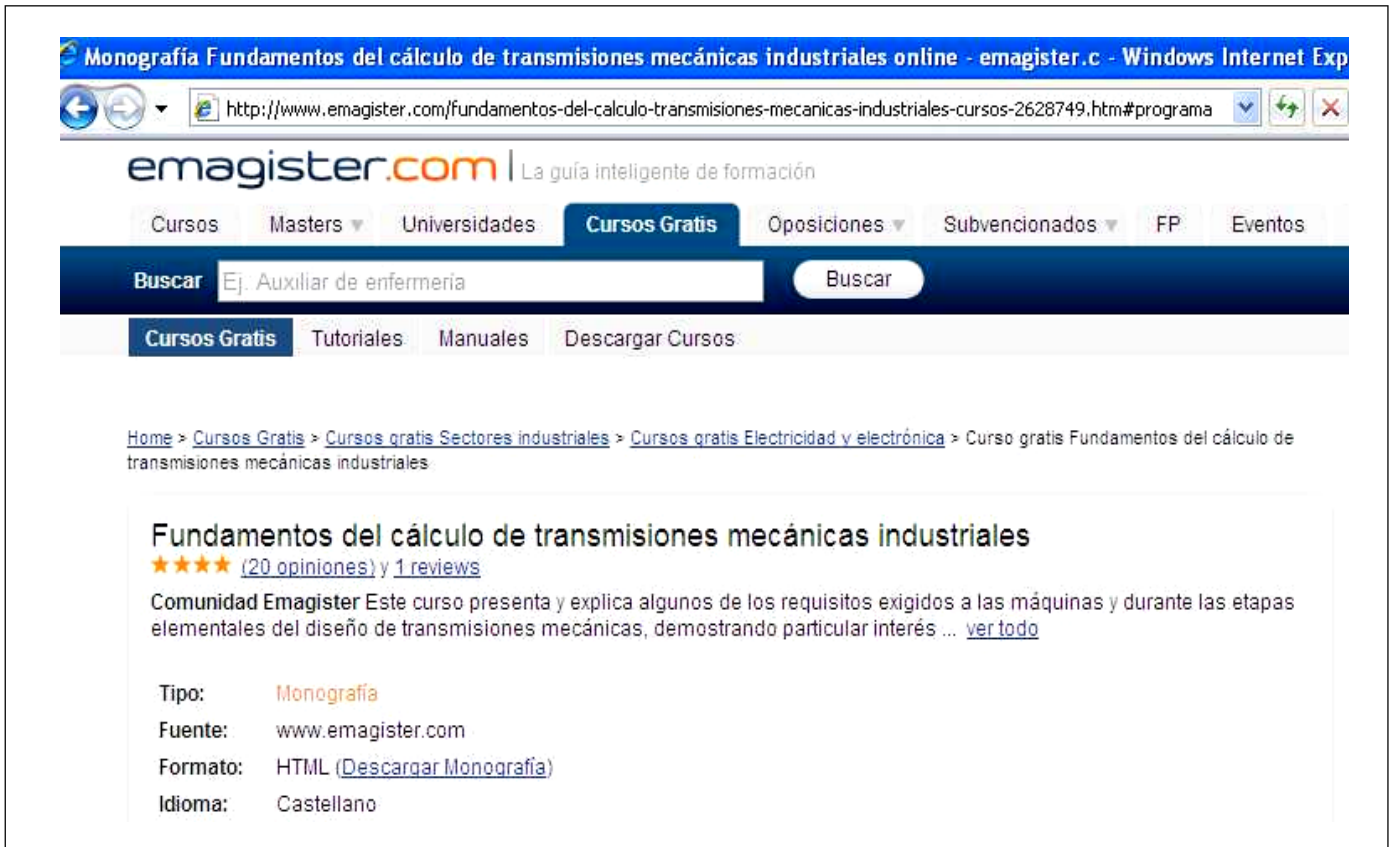 Monografía Fundamentos del cálculo de transmisiones mecánicas industriales online - emagister.c - Windows Internet Exp
http://www.emagister.com/fundamentos-del-calculo-transmisiones-mecanicas-industriales-cursos-2628749.htm#programa
emagister.com | La guía inteligente de formación
Cursos Masters Universidades Cursos Gratis Oposiciones Subvencionados FP Eventos
Buscar Ej. Auxiliar de enfermería Buscar
Cursos Gratis Tutoriales Manuales Descargar Cursos
Home > Cursos Gratis > Cursos gratis Sectores industriales > Cursos gratis Electricidad y electrónica > Curso gratis Fundamentos del cálculo de
transmisiones mecánicas industriales
Fundamentos del cálculo de transmisiones mecánicas industriales
(20 opiniones) y 1 reviews
Comunidad Emagister Este curso presenta y explica algunos de los requisitos exigidos a las máquinas y durante las etapas
elementales del diseño de transmisiones mecánicas, demostrando particular interés ... ver todo
Tipo: Monografía
Fuente: www.emagister.com
Formato: HTML (Descargar Monografía)
Idioma: Castellano